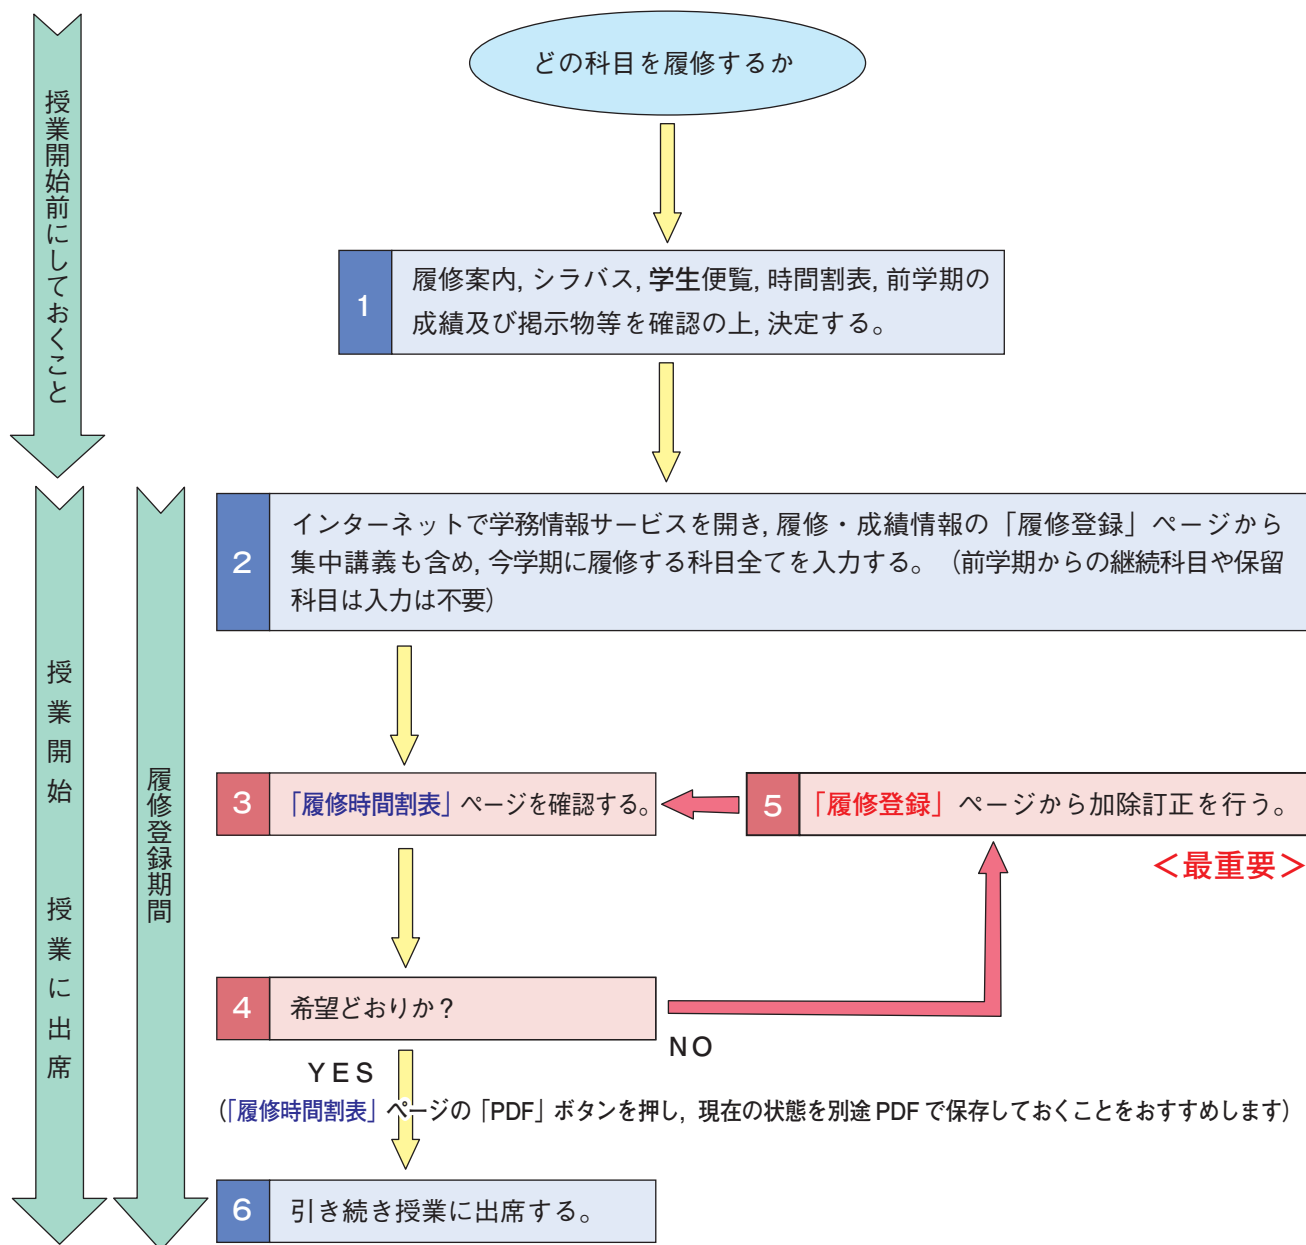 どの科目を履修するか
授業開始前にしておくこと
1
履修案内, シラバス, 学生便覧, 時間割表, 前学期の
成績及び掲示物等を確認の上, 決定する。
授業開始 授業に出席
履修登録期間
2
インターネットで学務情報サービスを開き, 履修・成績情報の「履修登録」ページから
集中講義も含め, 今学期に履修する科目全てを入力する。（前学期からの継続科目や保留
科目は入力は不要）
3
「履修時間割表」ページを確認する。
5
「履修登録」ページから加除訂正を行う。
＜最重要＞
4
希望どおりか？
NO
YES
（「履修時間割表」ページの「PDF」ボタンを押し, 現在の状態を別途 PDF で保存しておくことをおすすめします）
6
引き続き授業に出席する。